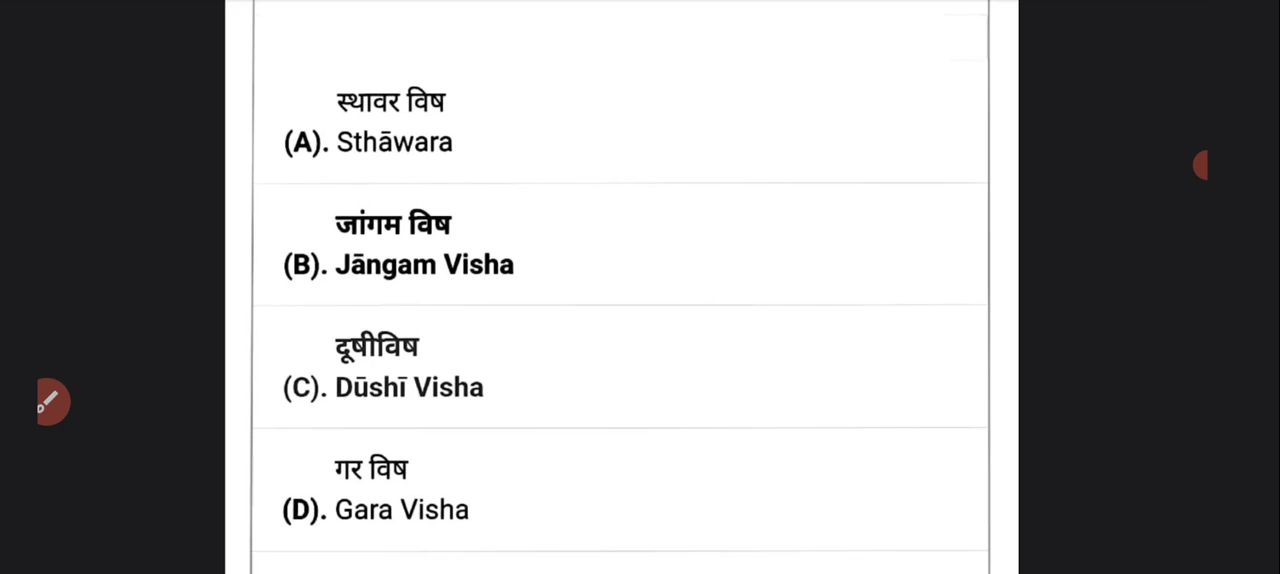 स्थावर विष
(A). Sthāwara
जांगम विष
(B). Jāngam Visha
दूषीविष
(C). Dūshī Visha
गर विष
(D). Gara Visha